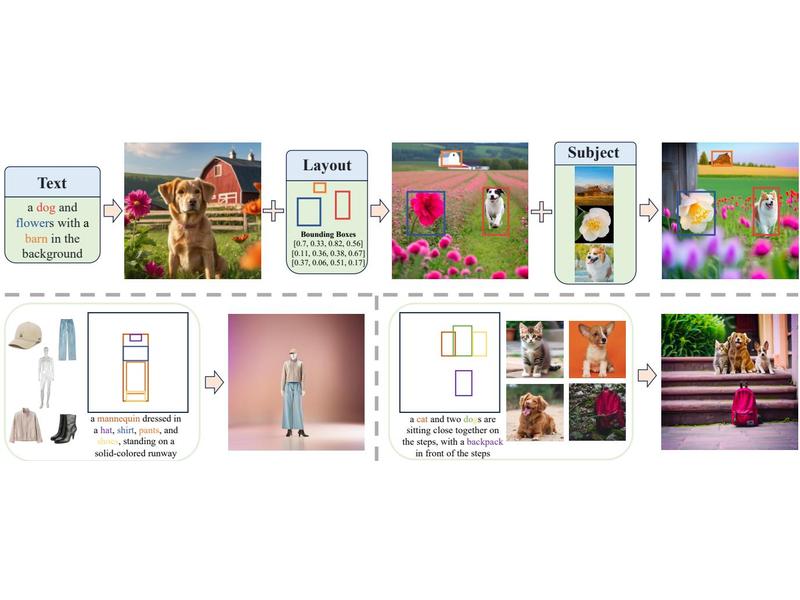 Text
a dog and
flowers with a
barn in the
background
Layout
Bounding Boxes
[0.7, 0.33, 0.82, 0.56]
[0.11, 0.36, 0.38, 0.67]
[0.37, 0.06, 0.51, 0.17]
Subject
a mannequin dressed in
a hat, shirt, pants, and
shoes, standing on a
solid-colored runway
a cat and two dogs are
sitting close together on
the steps, with a backpack
in front of the steps